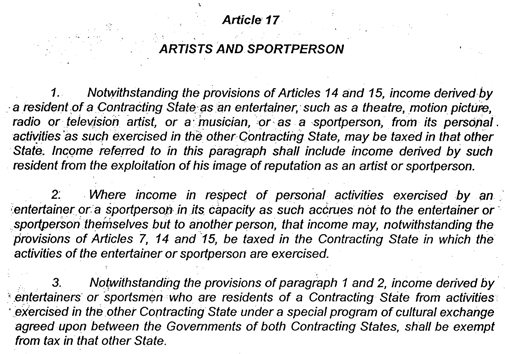 Article 17
ARTISTS AND SPORTPERSON
1. Notwithstanding the provisions of Articles 14 and 15, income derived by
a resident of a Contracting State as an entertainer, such as a theatre, motion picture,
radio or television artist, or a musician, or as a sportperson, from its personal
activities as such exercised in the other Contracting State, may be taxed in that other
State. Income referred to in this paragraph shall include income derived by such
resident from the exploitation of his image of reputation as an artist or sportperson.
2. Where income in respect of personal activities exercised by an
entertainer or a sportperson in its capacity as such accrues not to the entertainer or
sportperson themselves but to another person, that income may, notwithstanding the
provisions of Articles 7, 14 and 15, be taxed in the Contracting State in which the
activities of the entertainer or sportperson are exercised.
3. Notwithstanding the provisions of paragraph 1 and 2, income derived by
entertainers or sportsmen who are residents of a Contracting State from activities
exercised in the other Contracting State under a special program of cultural exchange
agreed upon between the Governments of both Contracting States, shall be exempt
from tax in that other State.